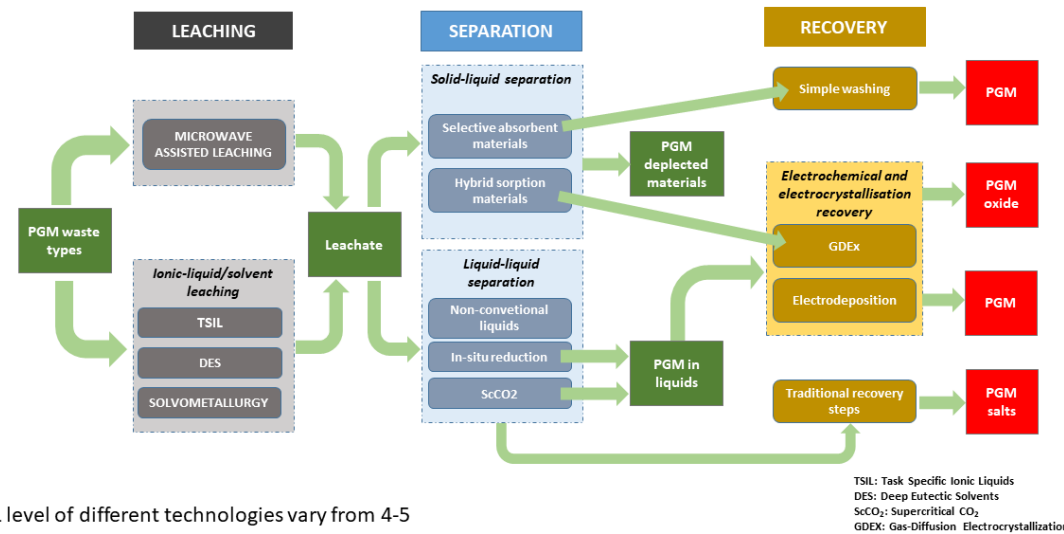 LEACHING
SEPARATION
RECOVERY
Solid-liquid separation
Simple washing
PGM
MICROWAVE
ASSISTED LEACHING
Selective absorbent
materials
PGM
deplected
materials
Hybrid sorption
materials
Electrochemical and
electrocrystallisation
recovery
PGM
oxide
PGM waste
types
Leachate
GDEx
Ionic-liquid/solvent
leaching
Liquid-liquid
separation
Electrodeposition
PGM
TSIL
Non-convetional
liquids
DES
In-situ reduction
PGM in
liquids
SOLVOMETALLURGY
ScCO2
Traditional recovery
steps
PGM
salts
TSIL: Task Specific Ionic Liquids
DES: Deep Eutectic Solvents
ScCO₂: Supercritical CO₂
GDEX: Gas-Diffusion Electrocrystallization
level of different technologies vary from 4-5